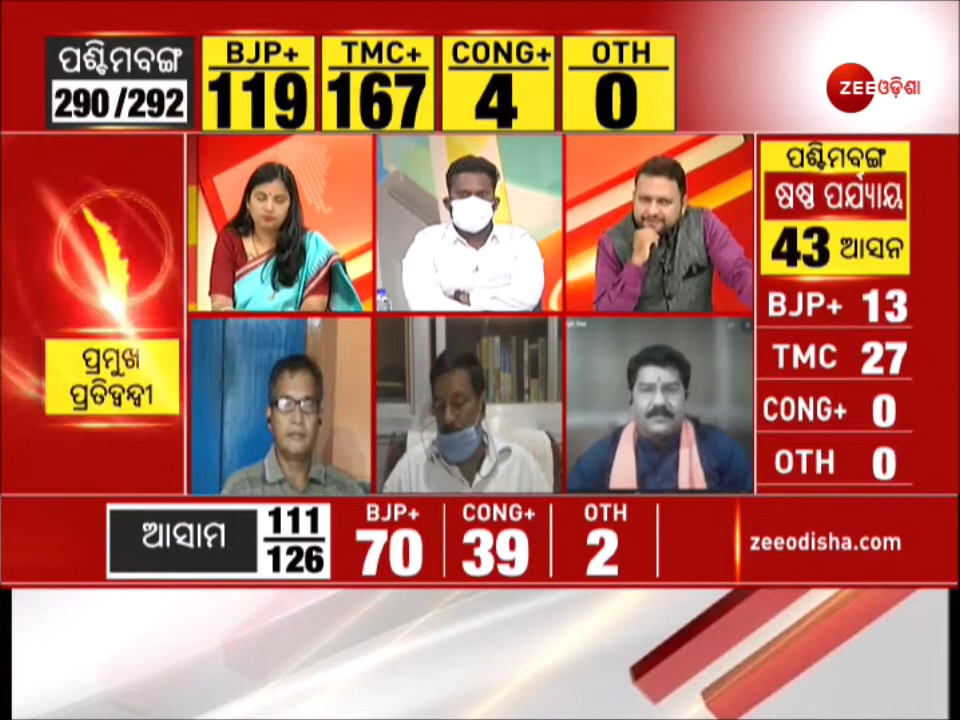 ପଶ୍ଚିମବଙ୍ଗ
290/292
BJP+
119
TMC+
167
CONG+
4
OTH
0
ZEE ଓଡ଼ିଶା
ପଶ୍ଚିମବଙ୍ଗ
ଷଷ୍ଠ ପର୍ଯ୍ୟାୟ
43 ଆସନ
BJP+ 13
TMC 27
CONG+ 0
OTH 0
ପ୍ରମୁଖ
ପ୍ରତିଦ୍ୱନ୍ଦୀ
ଆସାମ
111
126
BJP+
70
CONG+
39
OTH
2
zeeodisha.com